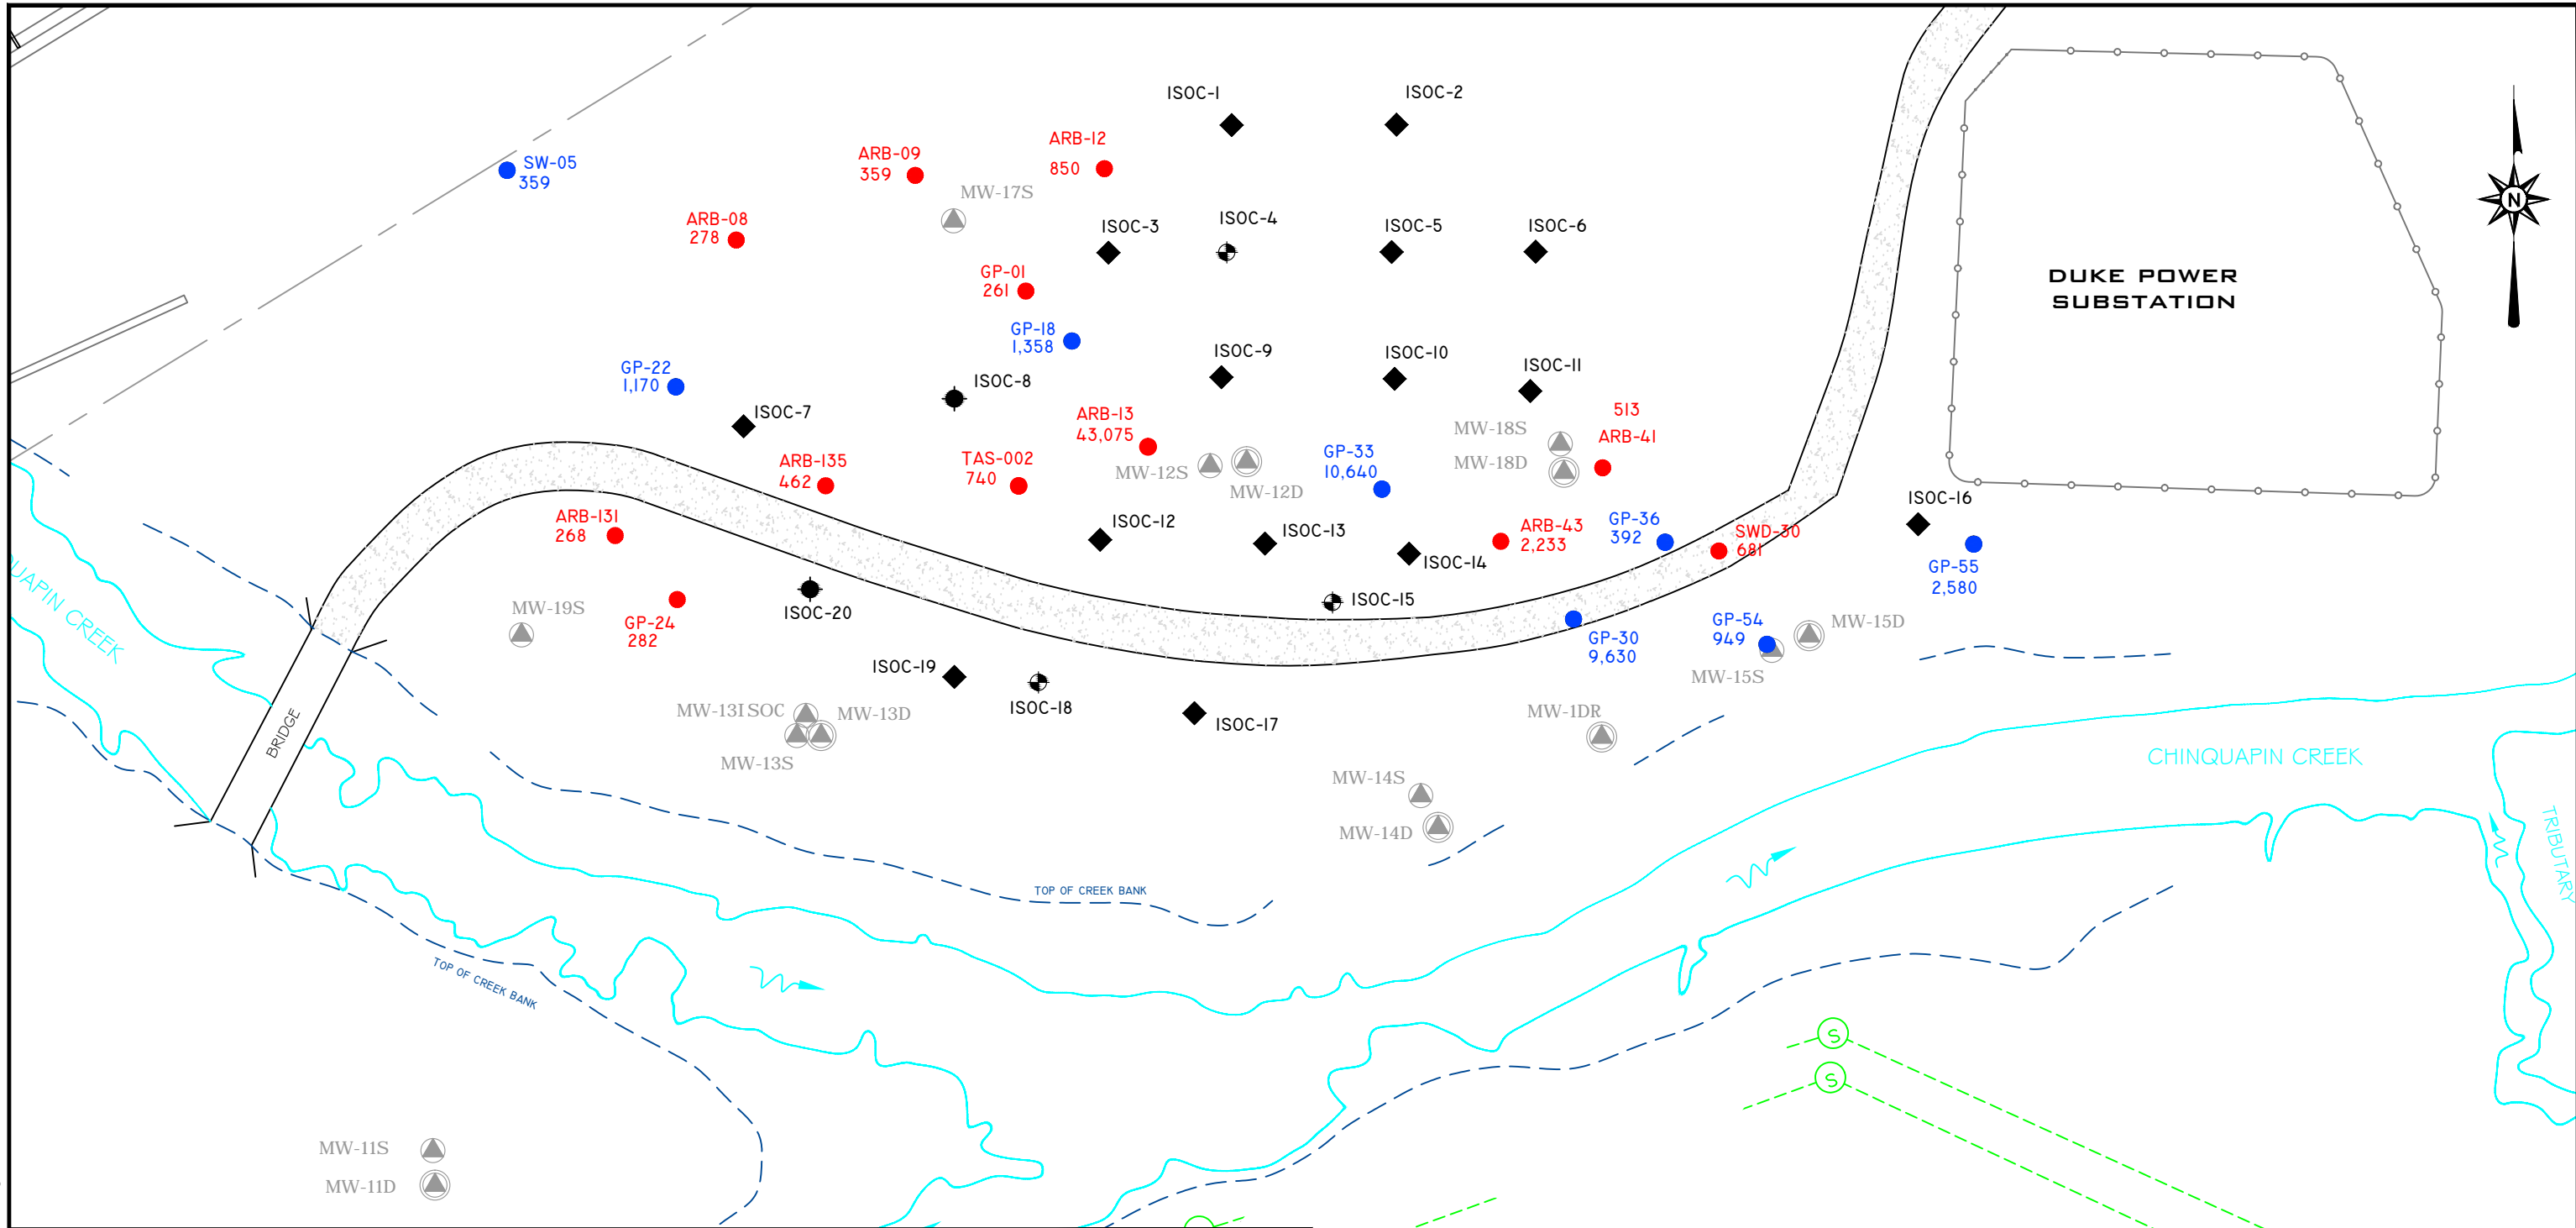 ISOC-1
ISOC-2
ARB-12
850
ARB-09
359
SW-05
359
MW-17S
ARB-08
278
ISOC-3
ISOC-4
ISOC-5
ISOC-6
N
DUKE POWER
SUBSTATION
GP-01
261
GP-18
1,358
ISOC-9
ISOC-10
ISOC-11
GP-22
1,170
ISOC-8
ISOC-7
ARB-13
43,075
513
ARB-41
MW-18S
MW-18D
GP-33
10,640
ARB-135
462
TAS-002
740
MW-12S
MW-12D
ISOC-16
ARB-131
268
ISOC-12
ISOC-13
ISOC-14
ARB-43
2,233
GP-36
392
SWD-30
681
GP-55
2,580
QUAPIN CREEK
MW-19S
GP-24
282
ISOC-20
ISOC-15
GP-30
9,630
GP-54
949
MW-15D
MW-15S
ISOC-19
ISOC-18
ISOC-17
MW-13ISOC
MW-13D
MW-13S
MW-1DR
BRIDGE
MW-14S
MW-14D
CHINQUAPIN CREEK
TRIBUTARY
TOP OF CREEK BANK
TOP OF CREEK BANK
S
S
MW-11S
MW-11D